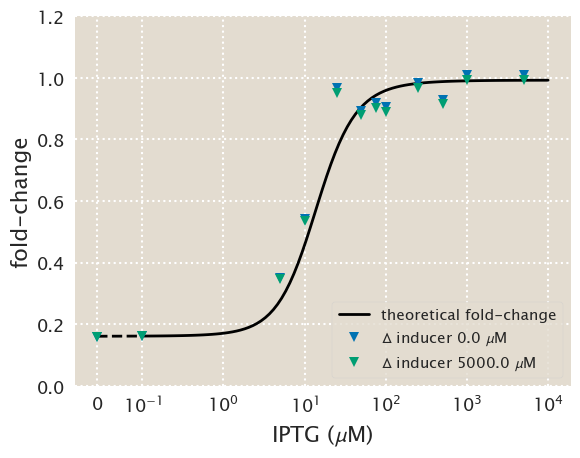 1.2
1.0
0.8
0.6
0.4
0.2
0.0
fold−change
theoretical fold−change
Δ inducer 0.0 μM
Δ inducer 5000.0 μM
0 10⁻¹ 10⁰ 10¹ 10² 10³ 10⁴
IPTG (μM)